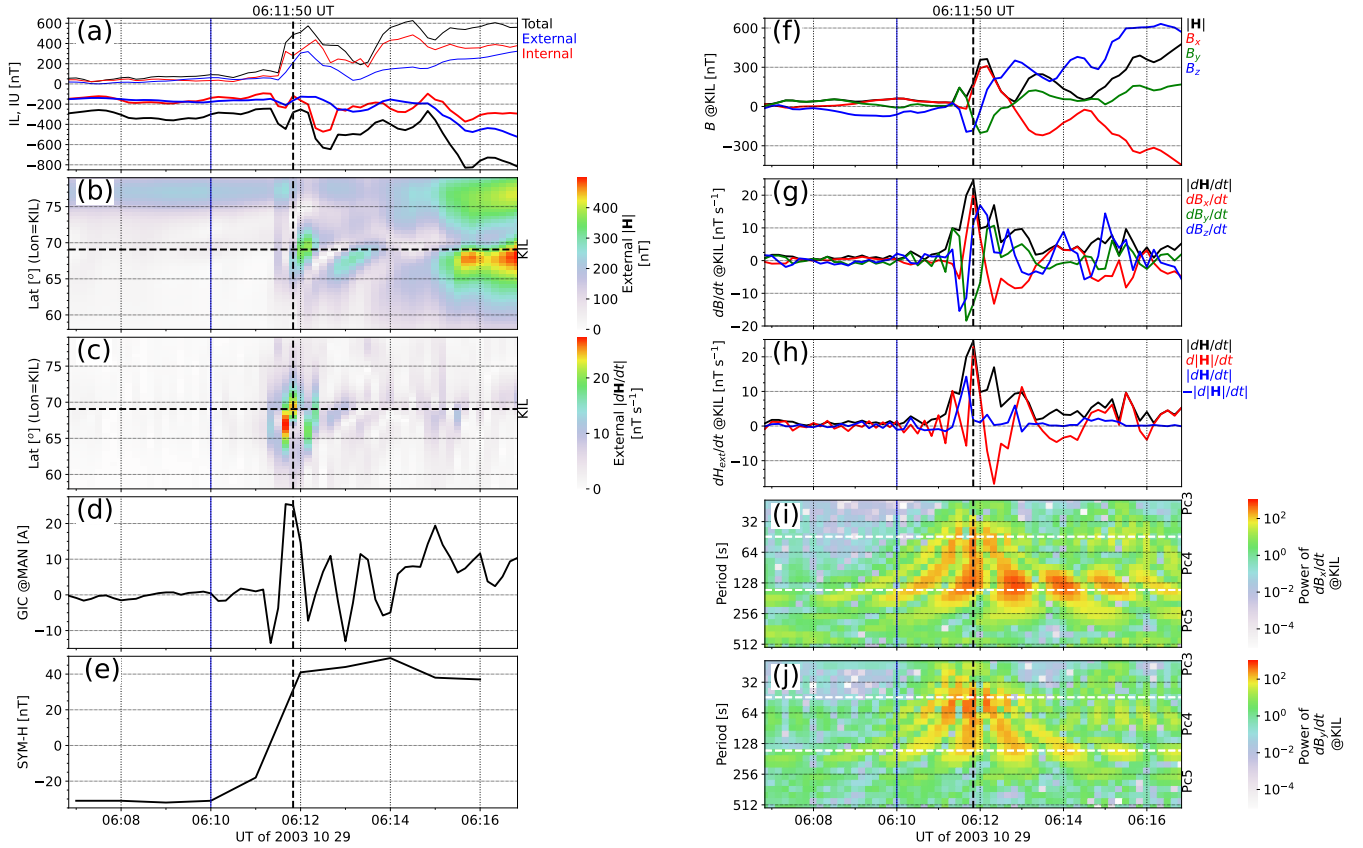 06:11:50 UT
(a)
600
400
200
0
−200
−400
−600
−800
IL, IU [nT]
Total
External
Internal
(b)
75
70
65
60
Lat [°] (Lon=KIL)
KIL
400
300
200
100
0
External |H|
[nT]
(c)
75
70
65
60
Lat [°] (Lon=KIL)
KIL
20
10
0
External |dH/dt|
[nT s⁻¹]
(d)
20
10
0
−10
GIC @MAN [A]
(e)
40
20
0
−20
SYM-H [nT]
06:08
06:10
06:12
06:14
06:16
UT of 2003 10 29
06:11:50 UT
(f)
600
300
0
−300
B @KIL [nT]
|H|
Bx
By
Bz
(g)
20
10
0
−10
−20
dB/dt @KIL [nT s⁻¹]
|dH/dt|
dBx/dt
dBy/dt
dBz/dt
(h)
20
10
0
−10
dHext/dt @KIL [nT s⁻¹]
|dH/dt|
d|H|/dt
|dH/dt|
−|d|H|/dt|
(i)
32
64
128
256
512
Period [s]
Pc3
Pc4
Pc5
10²
10⁰
10⁻²
10⁻⁴
Power of
dBx/dt
@KIL
(j)
32
64
128
256
512
Period [s]
Pc3
Pc4
Pc5
10²
10⁰
10⁻²
10⁻⁴
Power of
dBy/dt
@KIL
06:08
06:10
06:12
06:14
06:16
UT of 2003 10 29